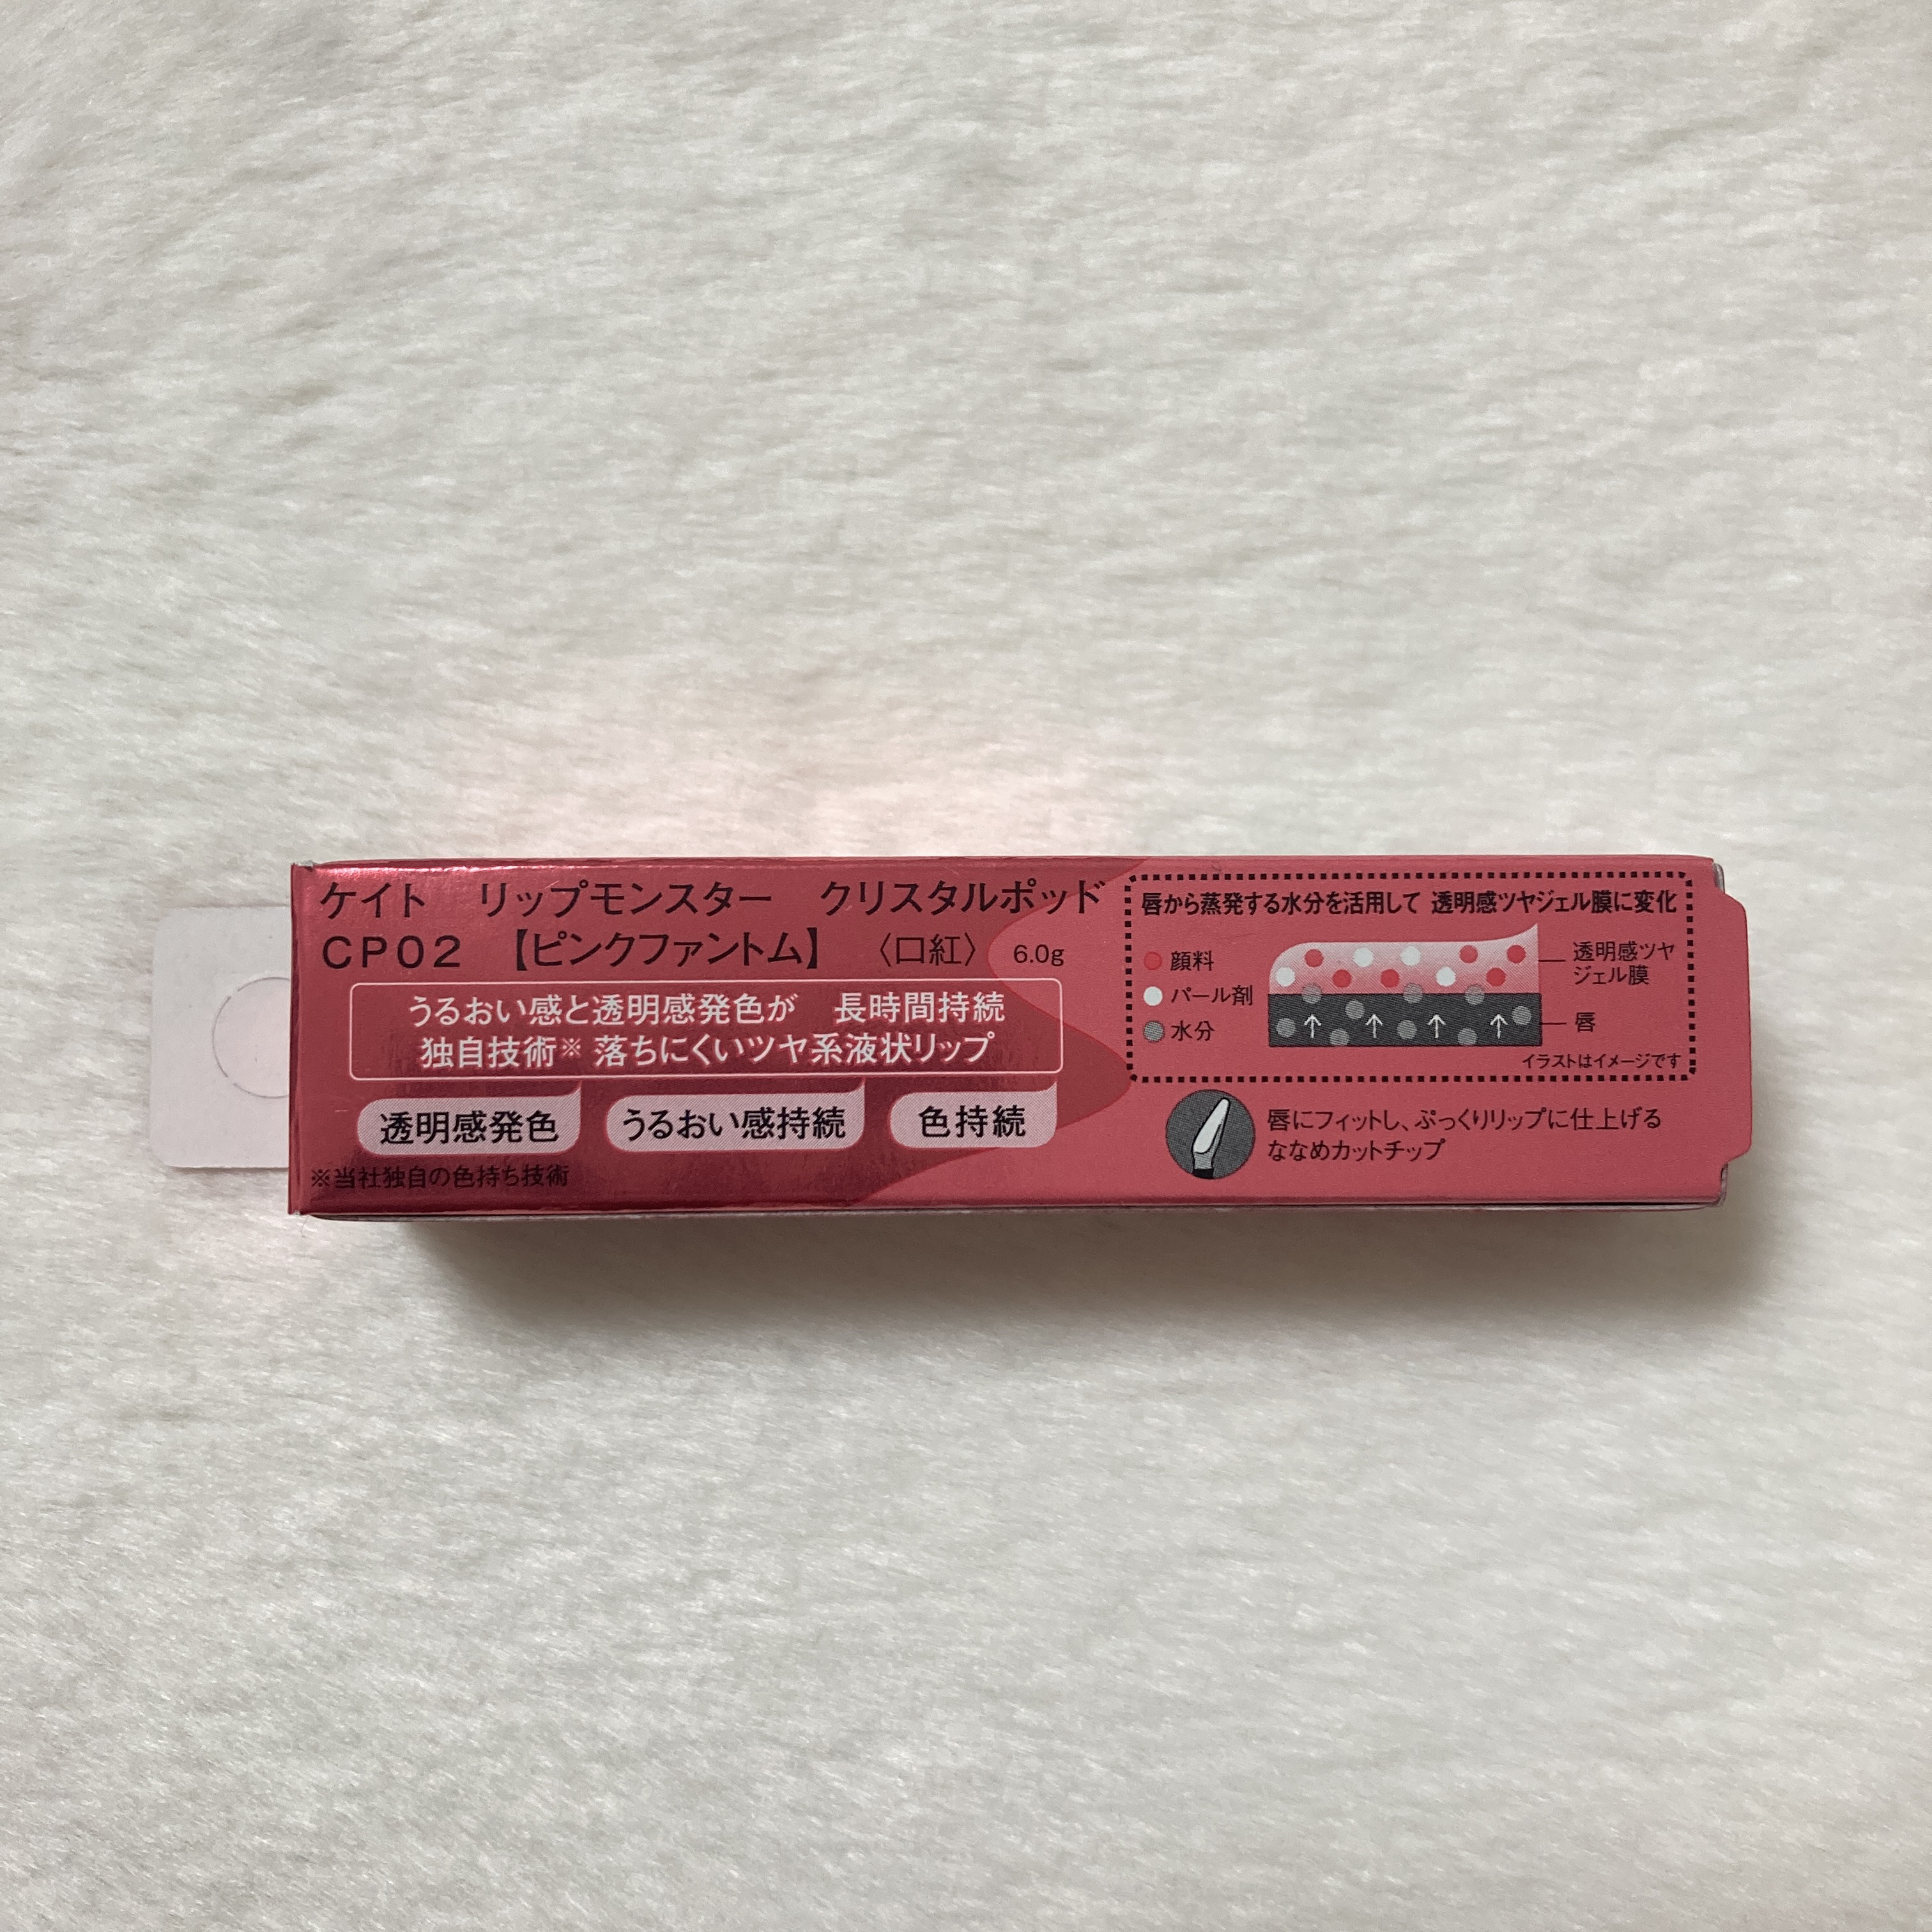 ケイト　リップモンスター　クリスタルポッド
CP02　【ピンクファントム】　〈口紅〉　6.0g
うるおい感と透明感発色が　長時間持続
独自技術※ 落ちにくいツヤ系液状リップ
透明感発色　うるおい感持続　色持続
※当社独自の色持ち技術
唇から蒸発する水分を活用して 透明感ツヤジェル膜に変化
顔料
パール剤
水分
透明感ツヤ
ジェル膜
唇
イラストはイメージです
唇にフィットし、ぷっくりリップに仕上げる
ななめカットチップ